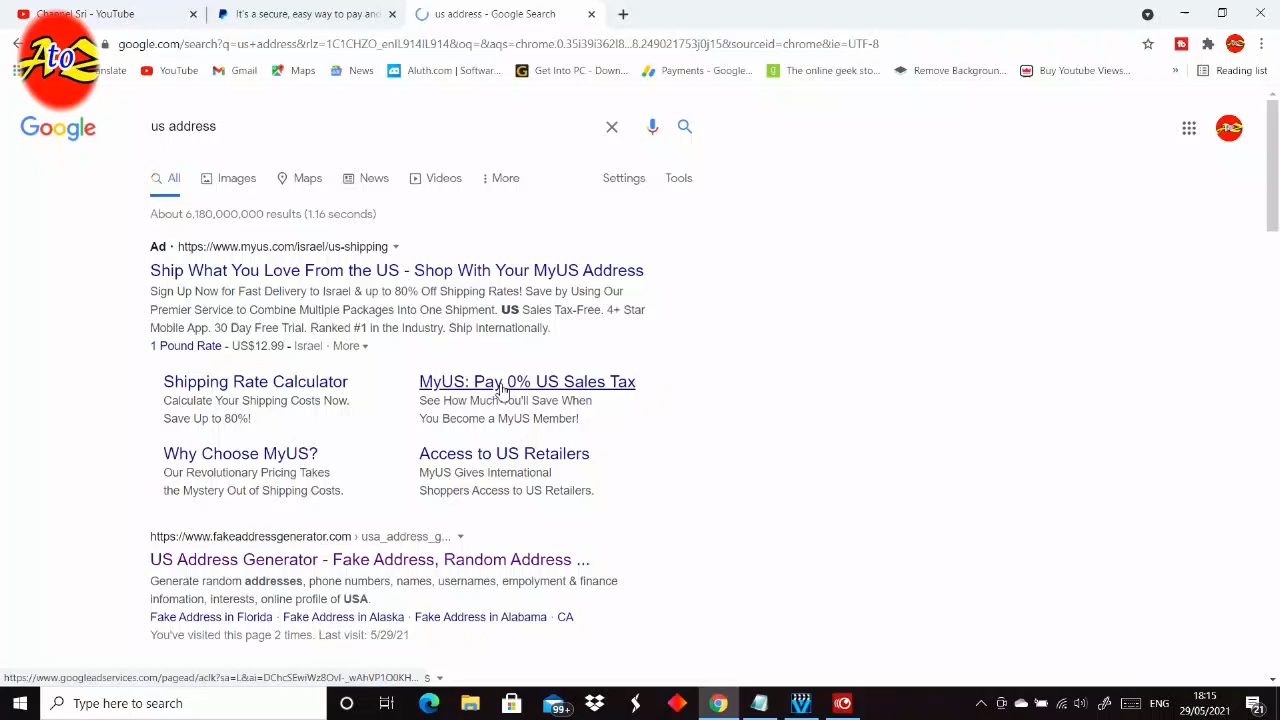 Sri - YouTube
It's a secure, easy way to pay and
us address - Google Search
google.com/search?q=us+address&rlz=1C1CHZO_enIL914IL914&oq=&aqs=chrome.0.35i39i362l8...8.249021753j0j15&sourceid=chrome&ie=UTF-8
AtoZ
YouTube
Gmail
Maps
News
Aluth.com | Softwar...
Get Into PC - Down...
Payments - Google...
The online geek sto...
Remove Backgroun...
Buy Youtube Views...
»
Reading list
Google
us address
All
Images
Maps
News
Videos
More
Settings
Tools
About 6,180,000,000 results (1.16 seconds)
Ad · https://www.myus.com/israel/us-shipping
Ship What You Love From the US - Shop With Your MyUS Address
Sign Up Now for Fast Delivery to Israel & up to 80% Off Shipping Rates! Save by Using Our
Premier Service to Combine Multiple Packages Into One Shipment. US Sales Tax-Free. 4+ Star
Mobile App. 30 Day Free Trial. Ranked #1 in the Industry. Ship Internationally.
1 Pound Rate - US$12.99 - Israel · More
Shipping Rate Calculator
Calculate Your Shipping Costs Now.
Save Up to 80%!
MyUS: Pay 0% US Sales Tax
See How Much You'll Save When
You Become a MyUS Member!
Why Choose MyUS?
Our Revolutionary Pricing Takes
the Mystery Out of Shipping Costs.
Access to US Retailers
MyUS Gives International
Shoppers Access to US Retailers.
https://www.fakeaddressgenerator.com › usa_address_g...
US Address Generator - Fake Address, Random Address ...
Generate random addresses, phone numbers, names, usernames, empolyment & finance
infomation, interests, online profile of USA.
Fake Address in Florida · Fake Address in Alaska · Fake Address in Alabama · CA
You've visited this page 2 times. Last visit: 5/29/21
Type here to search
99+
ENG
18:15
29/05/2021
21